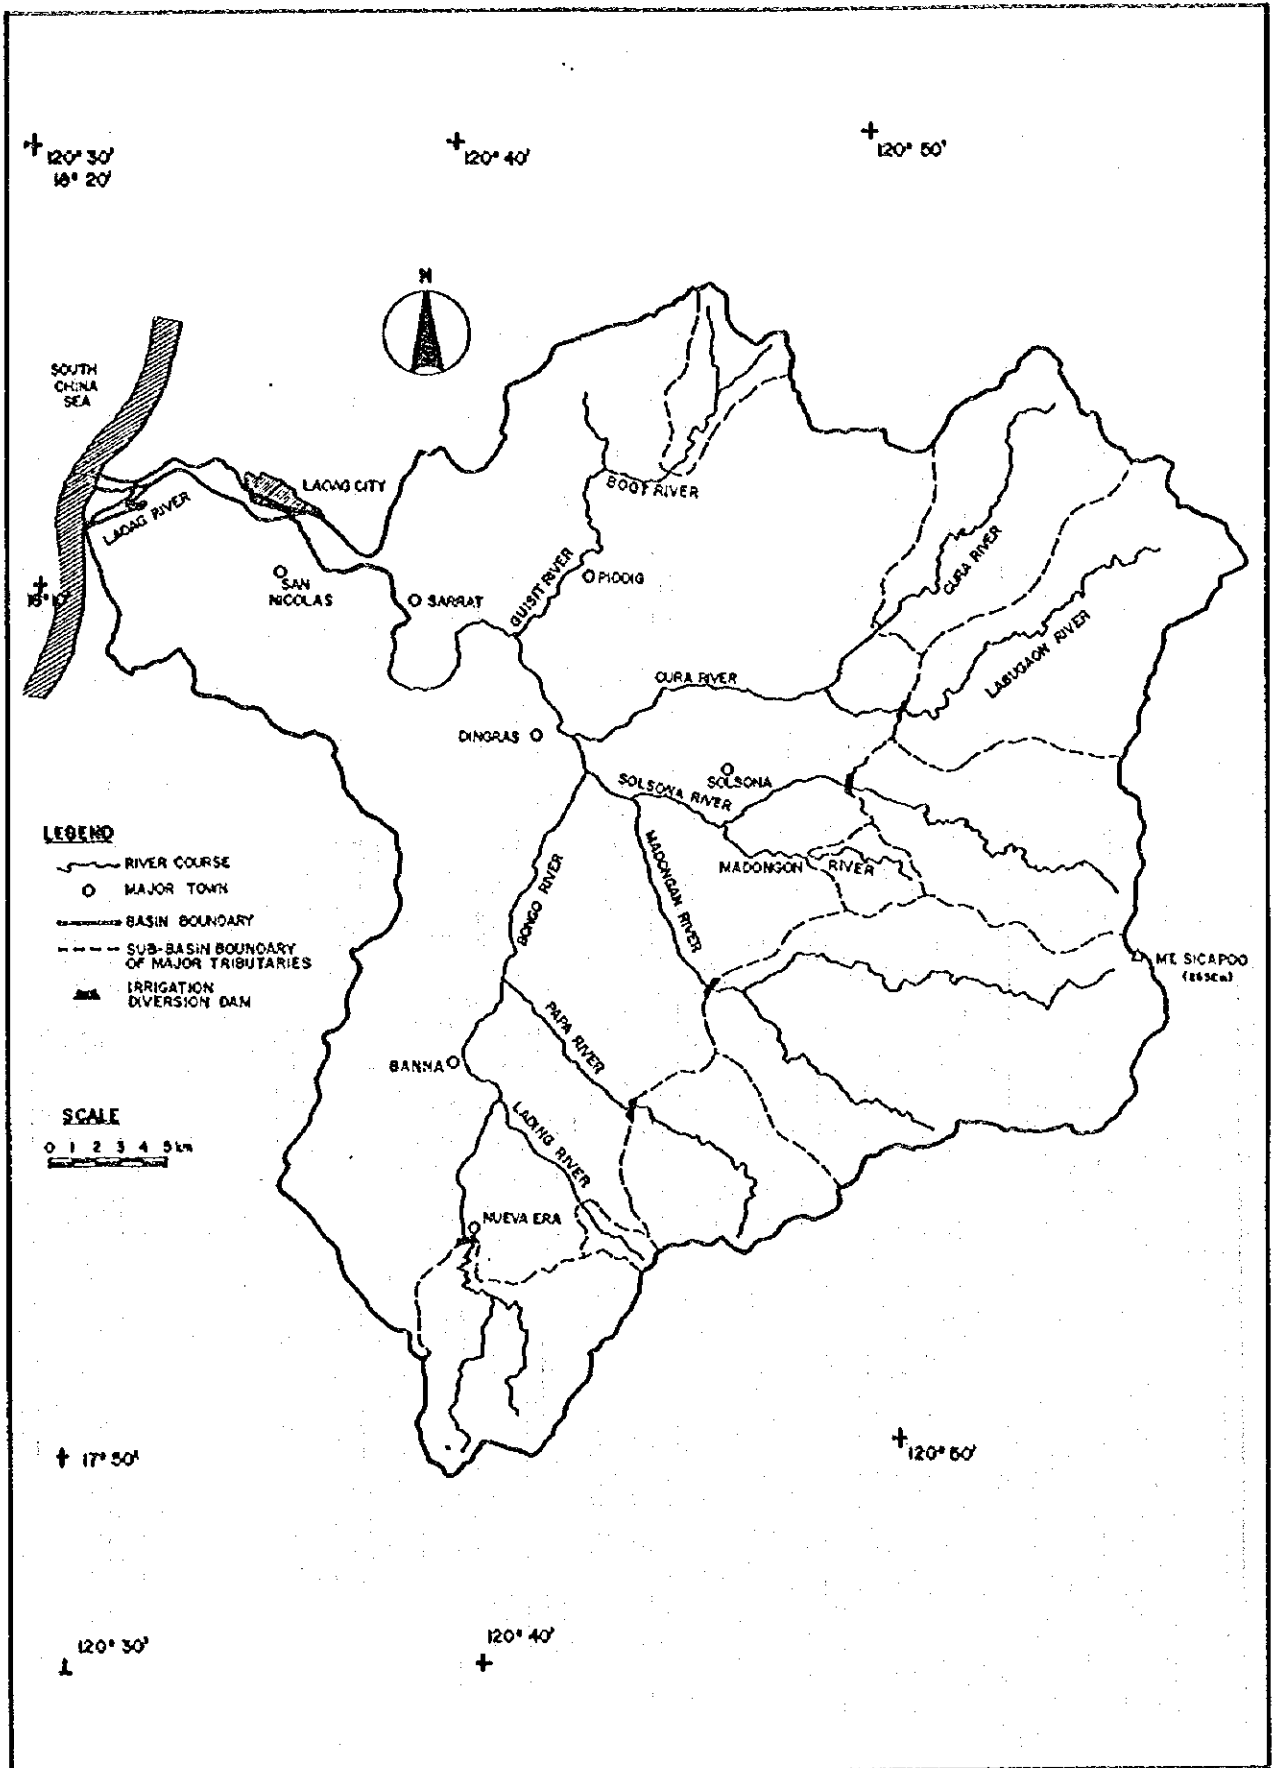 120° 30'
18° 20'
120° 40'
120° 50'
N
SOUTH
CHINA
SEA
LAOAG CITY
LAOAG RIVER
BOOT RIVER
CURA RIVER
GUISIT RIVER
PIDDIG
SAN
NICOLAS
SARRAT
LABUGAON RIVER
CURA RIVER
DINGRAS
SOLSONA
SOLSONA RIVER
LEGEND
RIVER COURSE
MAJOR TOWN
BASIN BOUNDARY
SUB-BASIN BOUNDARY
OF MAJOR TRIBUTARIES
IRRIGATION
DIVERSION DAM
BONGO RIVER
MADONGAN RIVER
MADONGON RIVER
MT. SICAPOO
PAPA RIVER
BANNA
LADING RIVER
SCALE
0 1 2 3 4 5 km
NUEVA ERA
17° 50'
120° 50'
120° 30'
120° 40'